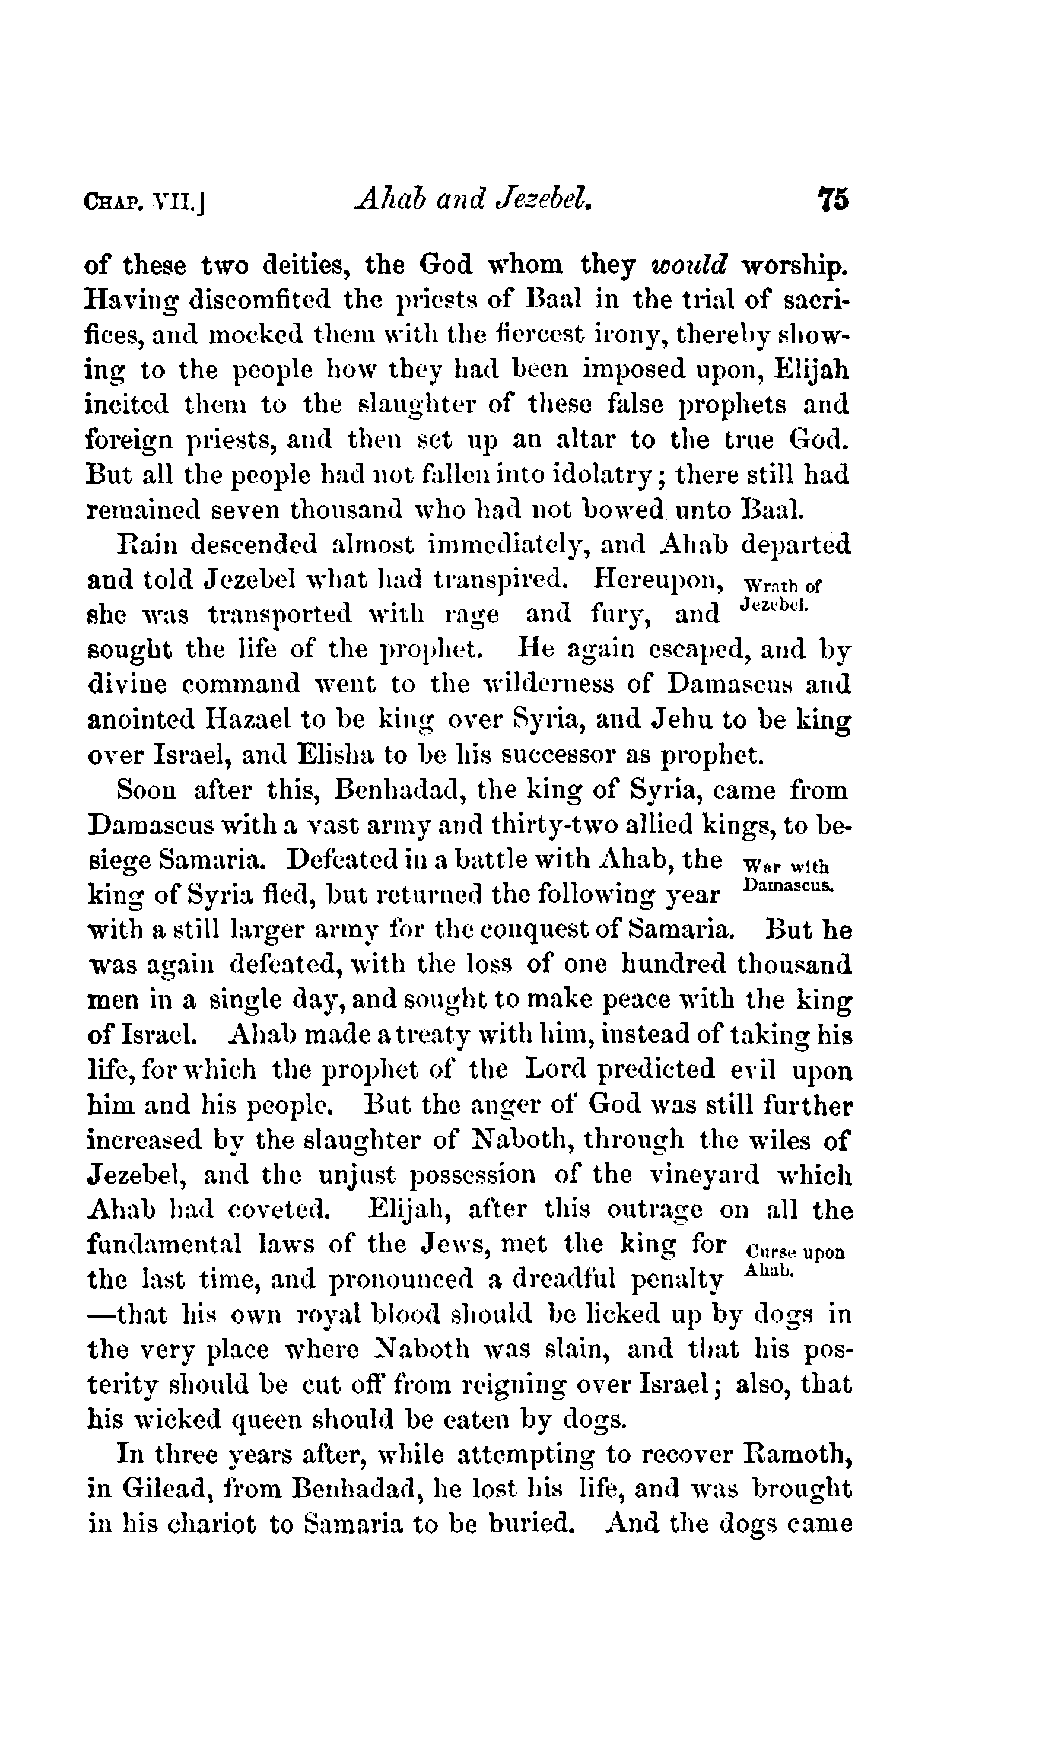 CHAP. VII.] Ahab and Jezebel. 75
of these two deities, the God whom they would worship.
Having discomfited the priests of Baal in the trial of sacri-
fices, and mocked them with the fiercest irony, thereby show-
ing to the people how they had been imposed upon, Elijah
incited them to the slaughter of these false prophets and
foreign priests, and then set up an altar to the true God.
But all the people had not fallen into idolatry; there still had
remained seven thousand who had not bowed unto Baal.
Rain descended almost immediately, and Ahab departed
and told Jezebel what had transpired. Hereupon, Wrath of
she was transported with rage and fury, and Jezebel.
sought the life of the prophet. He again escaped, and by
divine command went to the wilderness of Damascus and
anointed Hazael to be king over Syria, and Jehu to be king
over Israel, and Elisha to be his successor as prophet.
Soon after this, Benhadad, the king of Syria, came from
Damascus with a vast army and thirty-two allied kings, to be-
siege Samaria. Defeated in a battle with Ahab, the War with
king of Syria fled, but returned the following year Damascus.
with a still larger army for the conquest of Samaria. But he
was again defeated, with the loss of one hundred thousand
men in a single day, and sought to make peace with the king
of Israel. Ahab made a treaty with him, instead of taking his
life, for which the prophet of the Lord predicted evil upon
him and his people. But the anger of God was still further
increased by the slaughter of Naboth, through the wiles of
Jezebel, and the unjust possession of the vineyard which
Ahab had coveted. Elijah, after this outrage on all the
fundamental laws of the Jews, met the king for Curse upon
the last time, and pronounced a dreadful penalty Ahab.
—that his own royal blood should be licked up by dogs in
the very place where Naboth was slain, and that his pos-
terity should be cut off from reigning over Israel; also, that
his wicked queen should be eaten by dogs.
In three years after, while attempting to recover Ramoth,
in Gilead, from Benhadad, he lost his life, and was brought
in his chariot to Samaria to be buried. And the dogs came